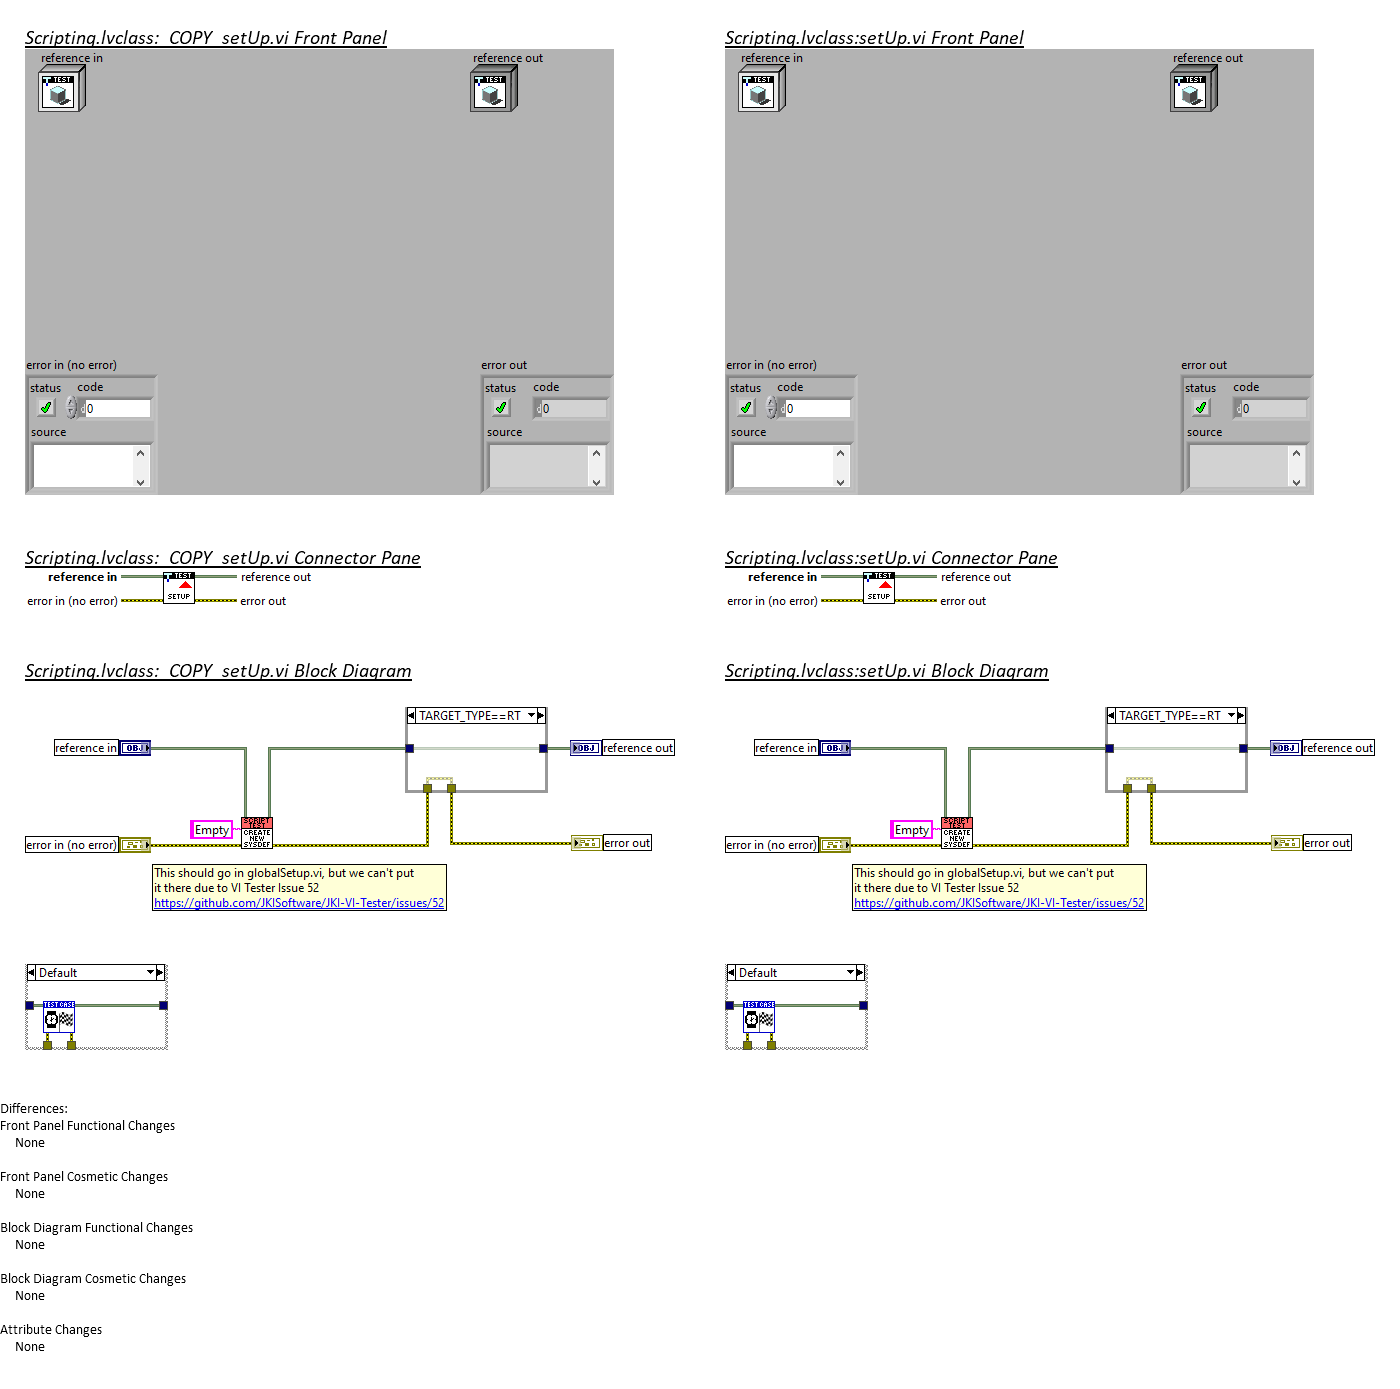 Scripting.lvclass:_COPY_setUp.vi Front Panel
Scripting.lvclass:setUp.vi Front Panel
reference in
reference out
reference in
reference out
TEST
TEST
TEST
TEST
error in (no error)
error out
error in (no error)
error out
status
code
status
code
status
code
status
code
d0
d0
d0
d0
source
source
source
source
Scripting.lvclass:_COPY_setUp.vi Connector Pane
Scripting.lvclass:setUp.vi Connector Pane
reference in
TEST
reference out
reference in
TEST
reference out
error in (no error)
SETUP
error out
error in (no error)
SETUP
error out
Scripting.lvclass:_COPY_setUp.vi Block Diagram
Scripting.lvclass:setUp.vi Block Diagram
TARGET_TYPE==RT
TARGET_TYPE==RT
reference in
OBJ
OBJ
reference out
reference in
OBJ
OBJ
reference out
Empty
SCRIPT
TEST
CREATE
NEW
SYSDEF
Empty
SCRIPT
TEST
CREATE
NEW
SYSDEF
error in (no error)
error out
error in (no error)
error out
This should go in globalSetup.vi, but we can't put
it there due to VI Tester Issue 52
https://github.com/JKISoftware/JKI-VI-Tester/issues/52
This should go in globalSetup.vi, but we can't put
it there due to VI Tester Issue 52
https://github.com/JKISoftware/JKI-VI-Tester/issues/52
Default
Default
TEST CASE
TEST CASE
Differences:
Front Panel Functional Changes
None
Front Panel Cosmetic Changes
None
Block Diagram Functional Changes
None
Block Diagram Cosmetic Changes
None
Attribute Changes
None